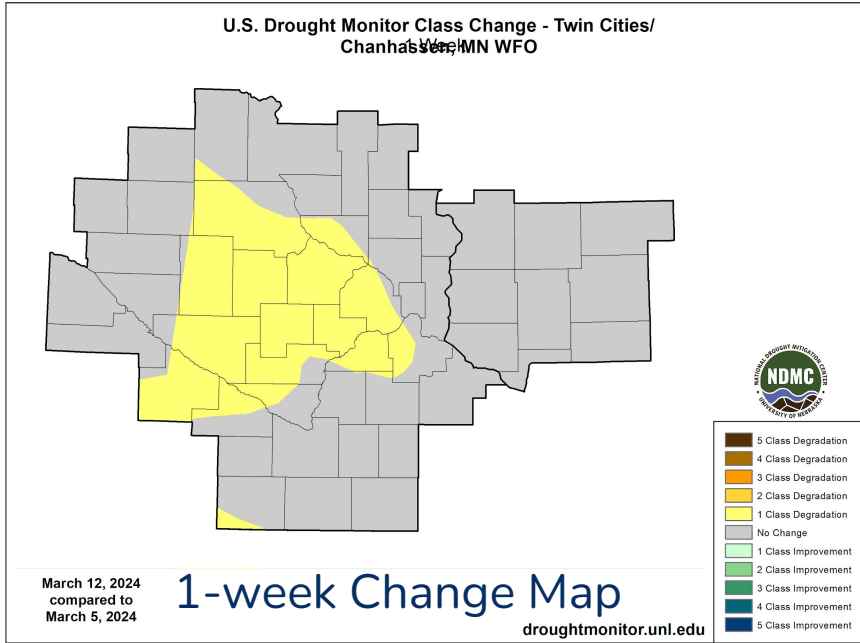 U.S. Drought Monitor Class Change - Twin Cities/
Chanhassen, MN WFO
1 Week
NATIONAL DROUGHT MITIGATION CENTER
NDMC
UNIVERSITY OF NEBRASKA
5 Class Degradation
4 Class Degradation
3 Class Degradation
2 Class Degradation
1 Class Degradation
No Change
1 Class Improvement
2 Class Improvement
3 Class Improvement
4 Class Improvement
5 Class Improvement
March 12, 2024
compared to
March 5, 2024
1-week Change Map
droughtmonitor.unl.edu